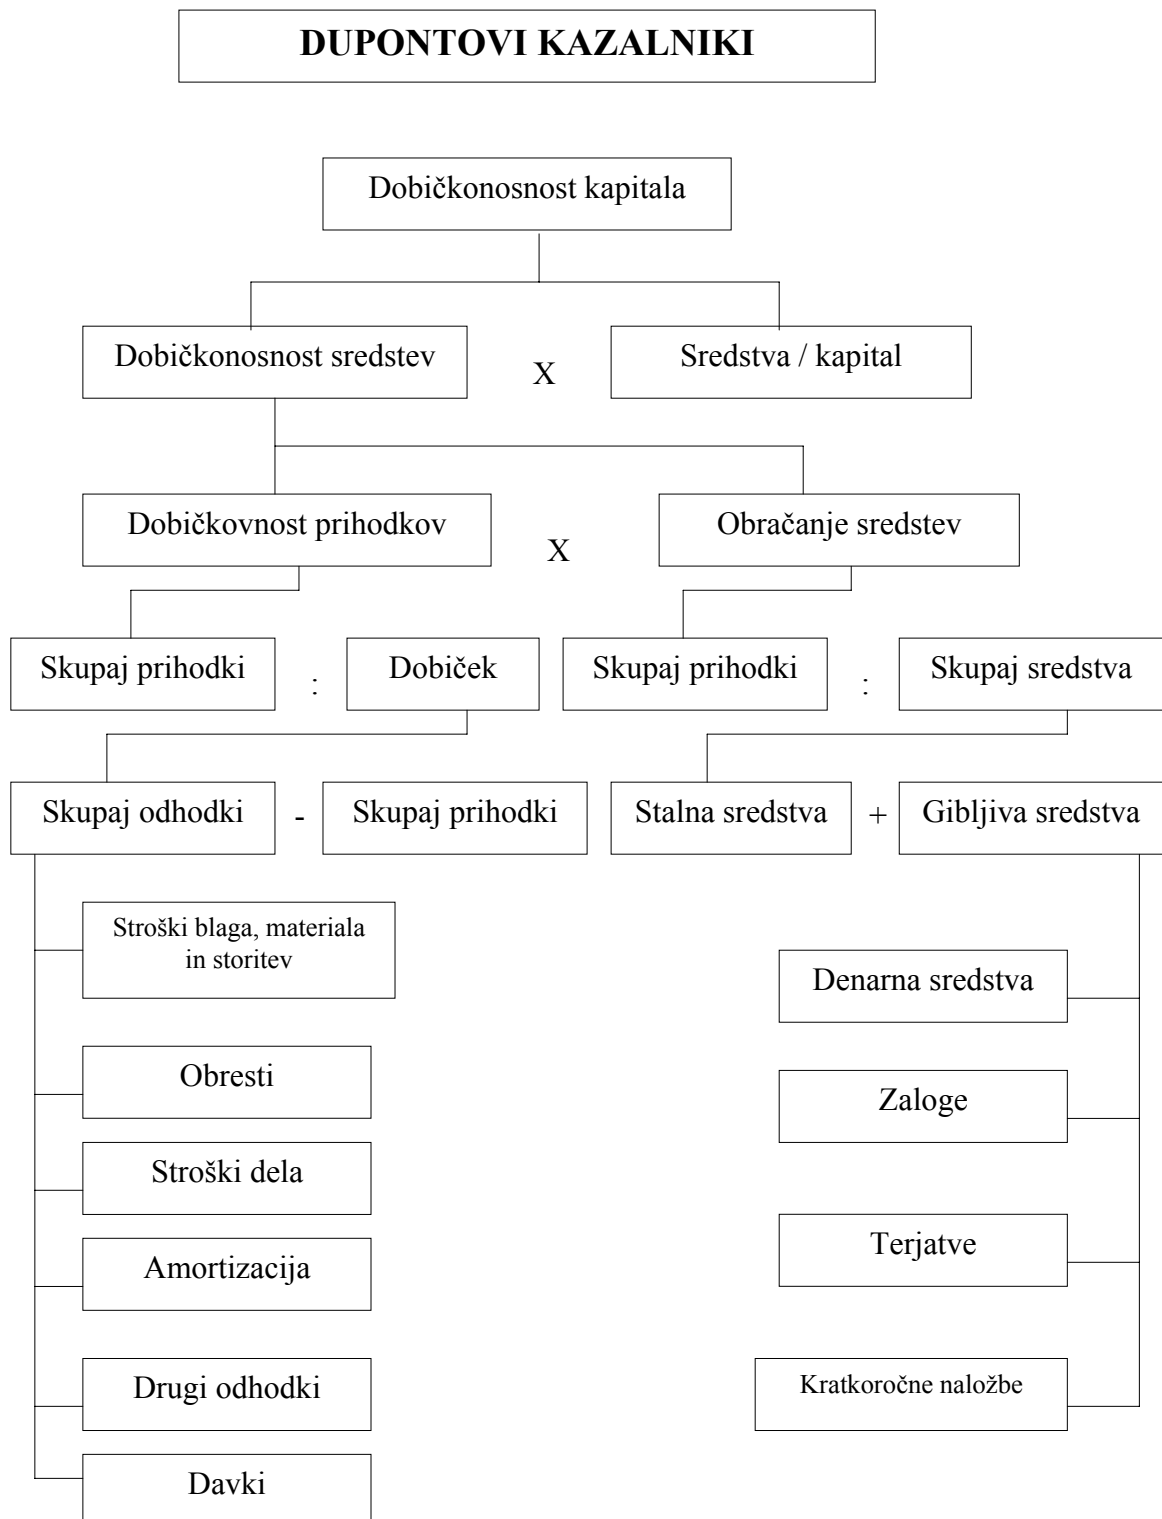 DUPONTOVI KAZALNIKI
Dobičkonosnost kapitala
Dobičkonosnost sredstev
X
Sredstva / kapital
Dobičkovnost prihodkov
X
Obračanje sredstev
Skupaj prihodki
:
Dobiček
Skupaj prihodki
:
Skupaj sredstva
Skupaj odhodki
-
Skupaj prihodki
Stalna sredstva
+
Gibljiva sredstva
Stroški blaga, materiala
in storitev
Obresti
Stroški dela
Amortizacija
Drugi odhodki
Davki
Denarna sredstva
Zaloge
Terjatve
Kratkoročne naložbe